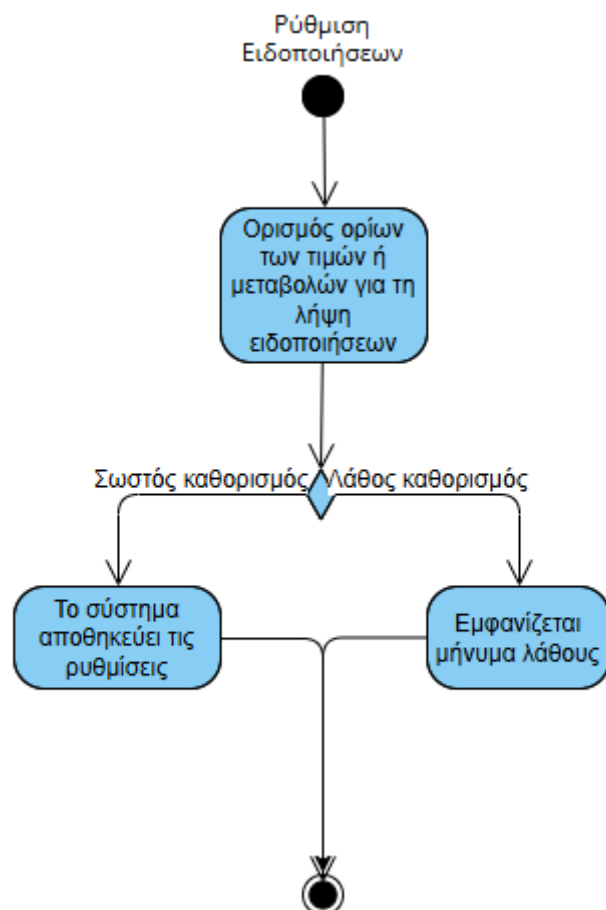 Ρύθμιση
Ειδοποιήσεων
Ορισμός ορίων
των τιμών ή
μεταβολών για τη
λήψη
ειδοποιήσεων
Σωστός καθορισμός
Λάθος καθορισμός
Το σύστημα
αποθηκεύει τις
ρυθμίσεις
Εμφανίζεται
μήνυμα λάθους